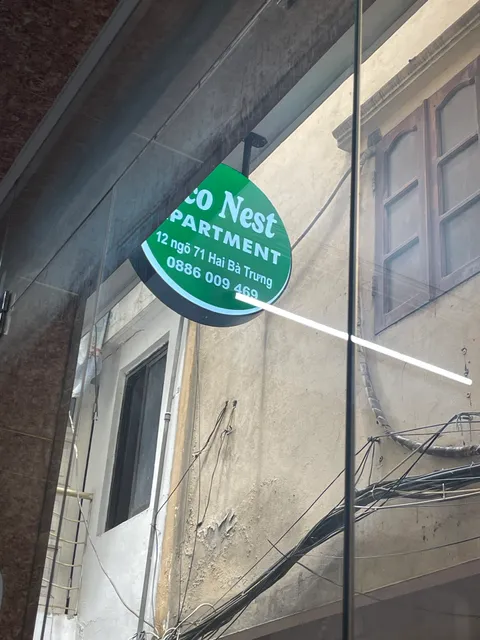 co Nest
PARTMENT
12 ngõ 71 Hai Bà Trưng
0886 009 469